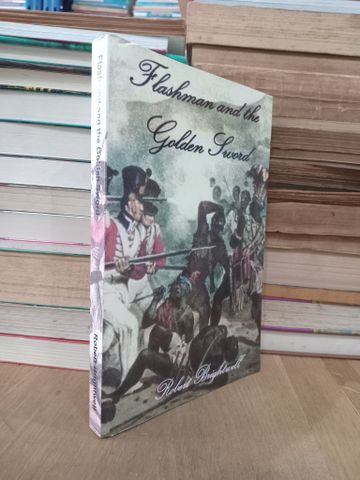 Flashman and the
Golden Sword
Robert Brightwell
Flashman and the Golden Sword
Robert Brightwell